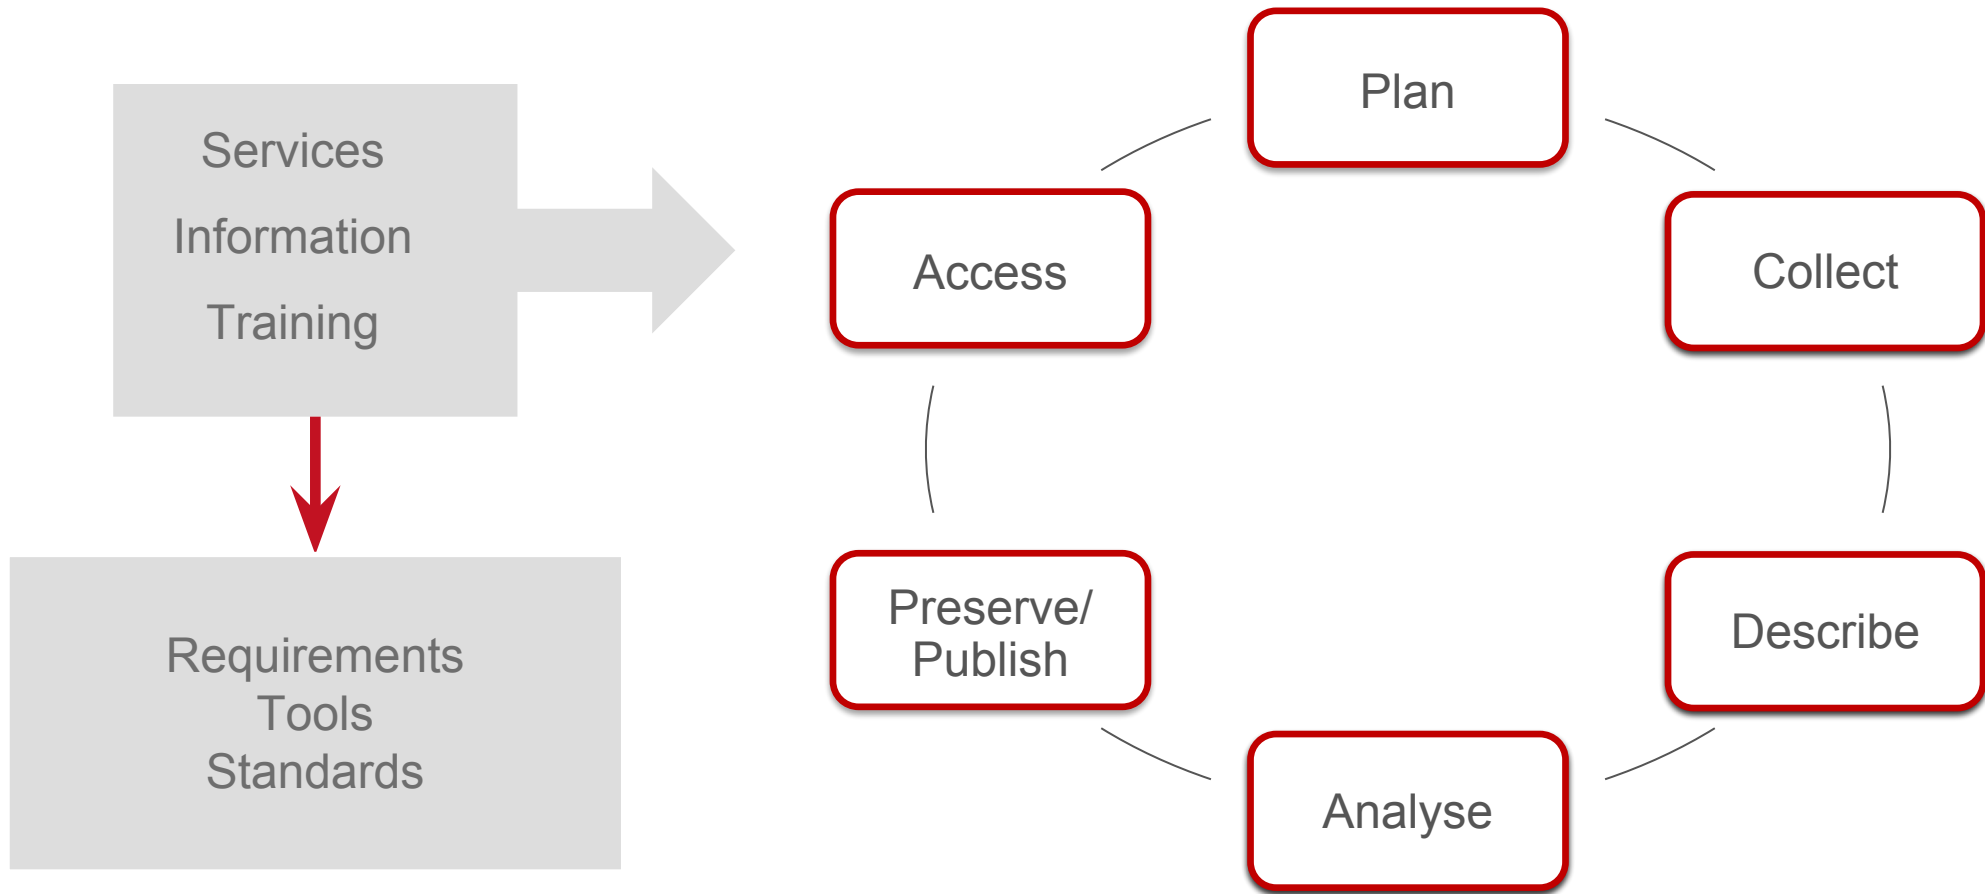 Services
Information
Training
Requirements
Tools
Standards
Plan
Collect
Describe
Analyse
Preserve/
Publish
Access